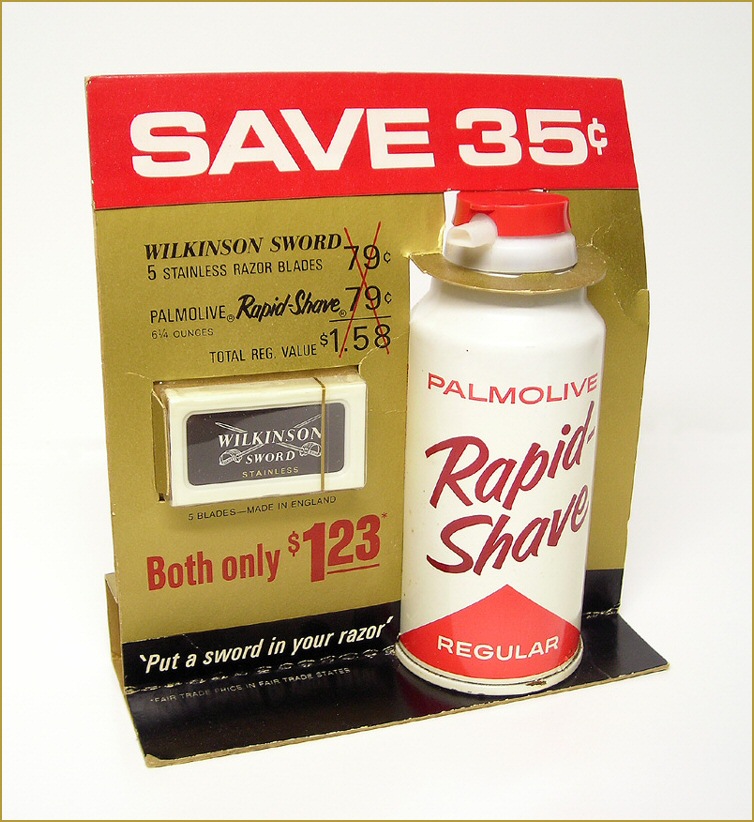 SAVE 35¢
WILKINSON SWORD 79¢
5 STAINLESS RAZOR BLADES
PALMOLIVE® Rapid-Shave® 79¢
6¼ OUNCES
TOTAL REG. VALUE $1.58
WILKINSON
SWORD
STAINLESS
5 BLADES—MADE IN ENGLAND
Both only $1.23*
'Put a sword in your razor'
*FAIR TRADE PRICE IN FAIR TRADE STATES
PALMOLIVE
Rapid-
Shave
REGULAR